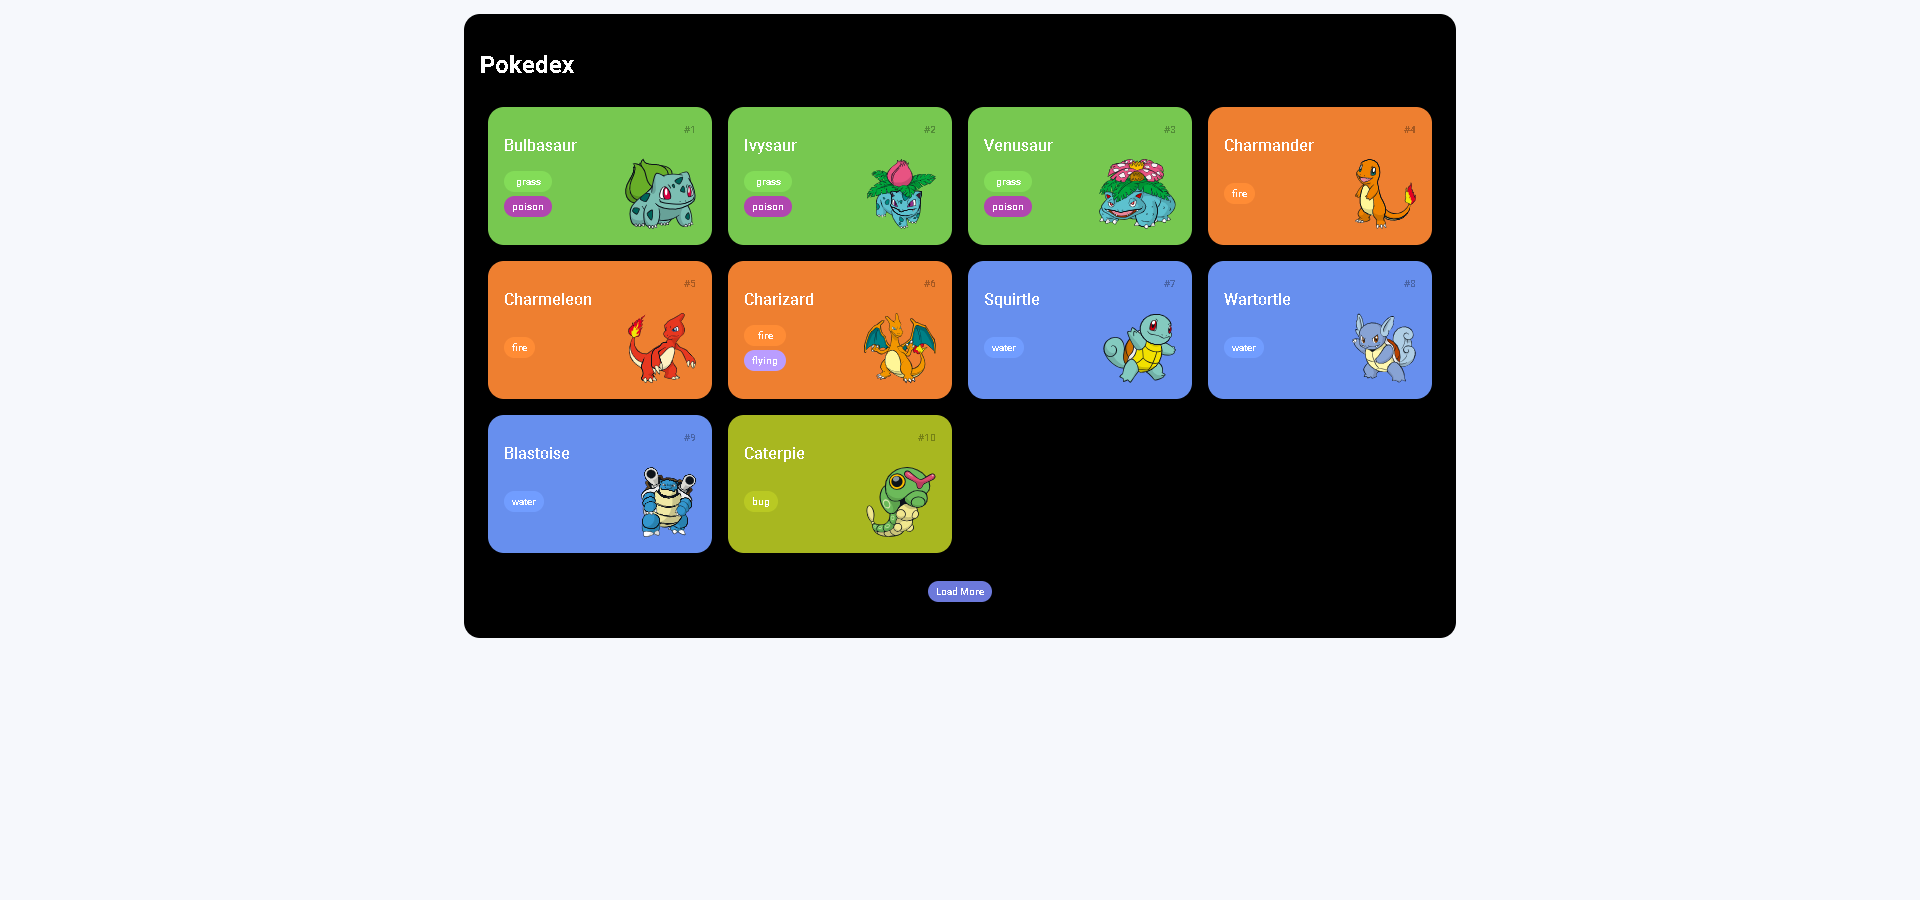 Pokedex
#1
Bulbasaur
grass
poison
#2
Ivysaur
grass
poison
#3
Venusaur
grass
poison
#4
Charmander
fire
#5
Charmeleon
fire
#6
Charizard
fire
flying
#7
Squirtle
water
#8
Wartortle
water
#9
Blastoise
water
#10
Caterpie
bug
Load More